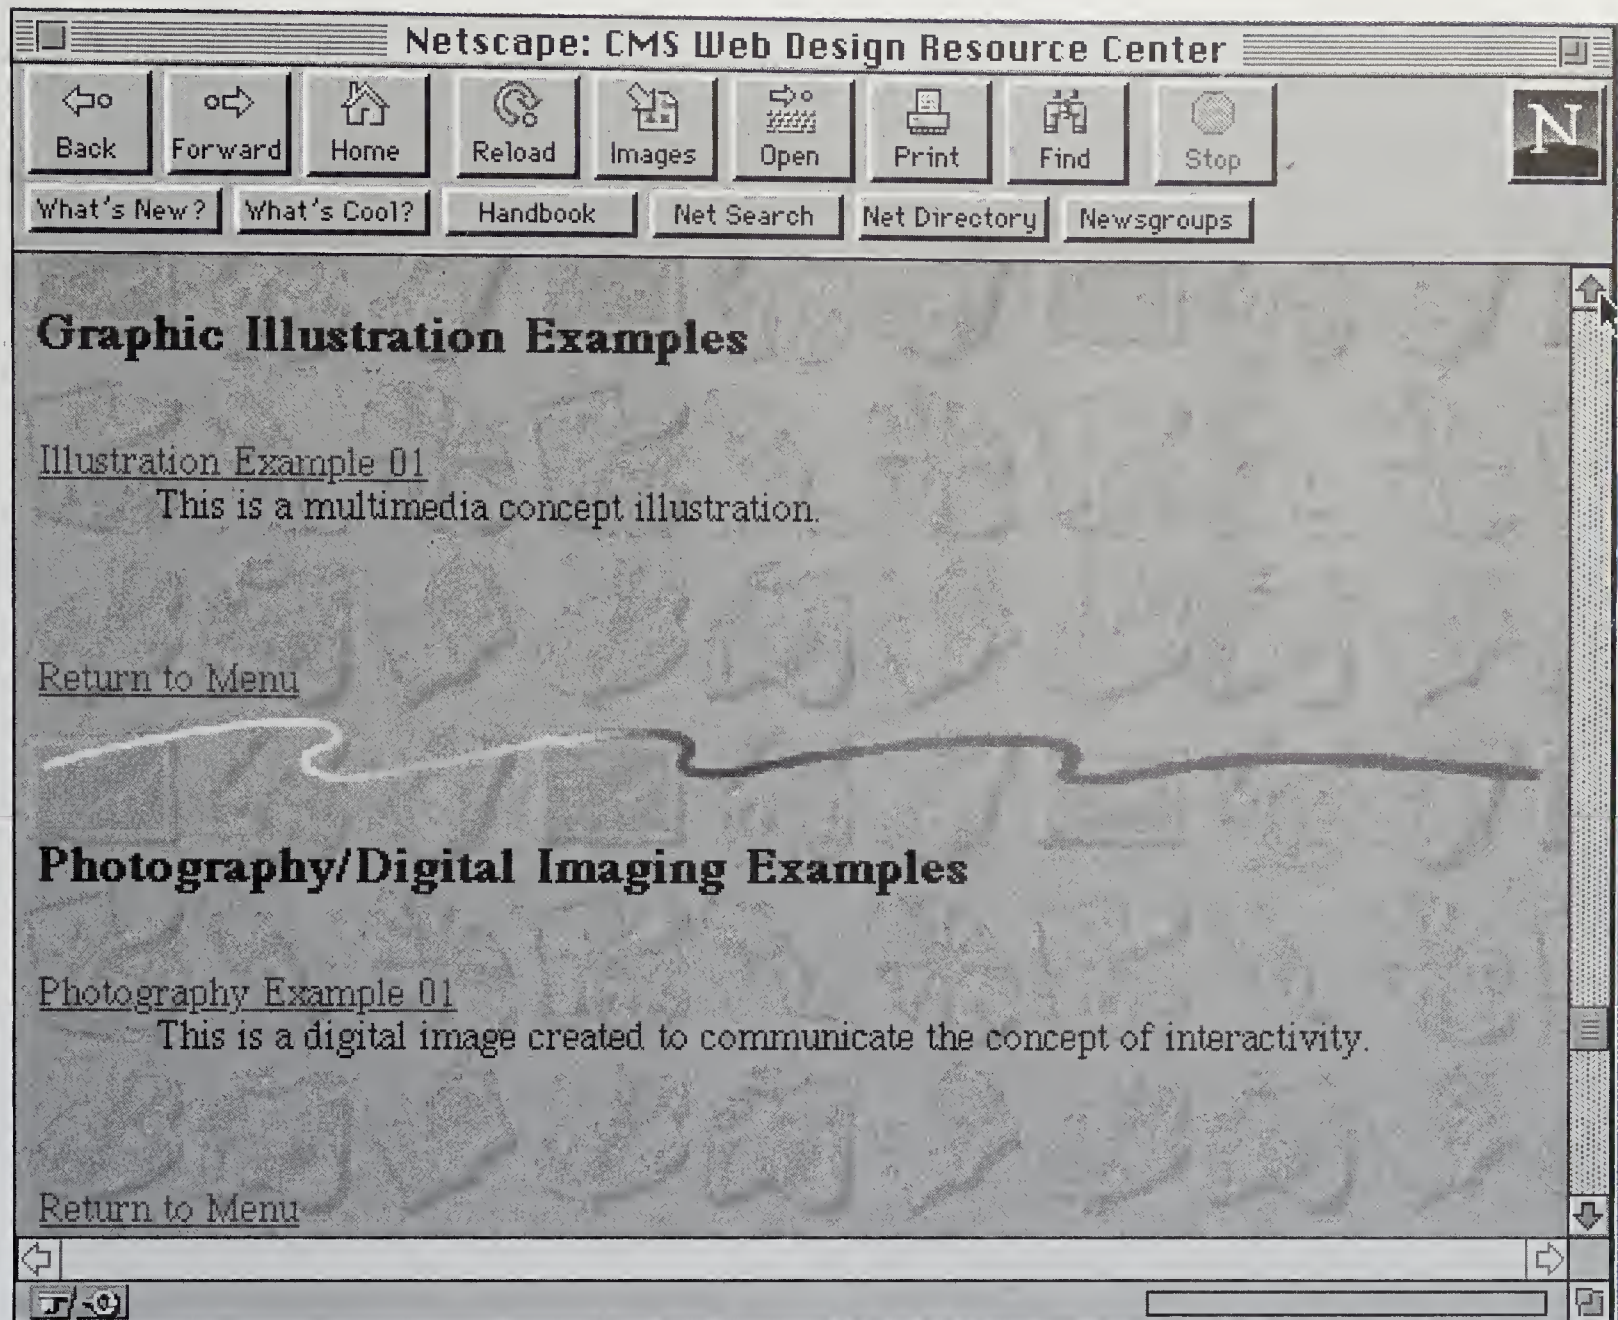 Netscape: CMS Web Design Resource Center
Back Forward Home Reload Images Open Print Find Stop N
What's New? What's Cool? Handbook Net Search Net Directory Newsgroups
Graphic Illustration Examples
Illustration Example 01
This is a multimedia concept illustration.
Return to Menu
Photography/Digital Imaging Examples
Photography Example 01
This is a digital image created to communicate the concept of interactivity.
Return to Menu